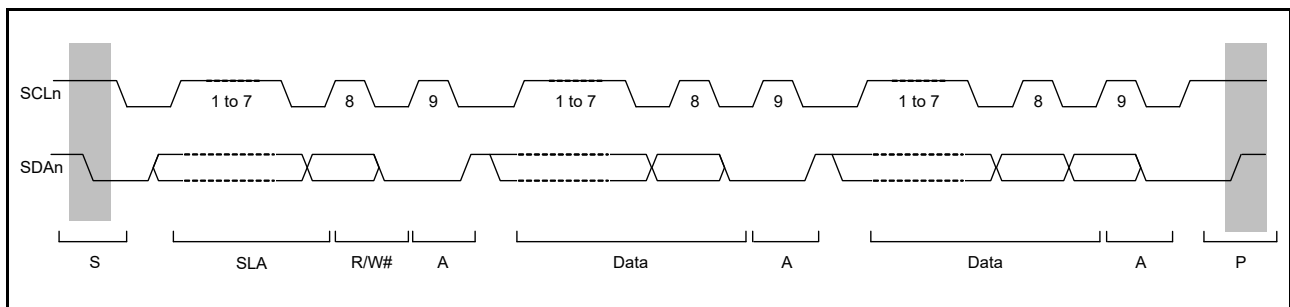 SCLn
1 to 7 8 9 1 to 7 8 9 1 to 7 8 9
SDAn
S SLA R/W# A Data A Data A P